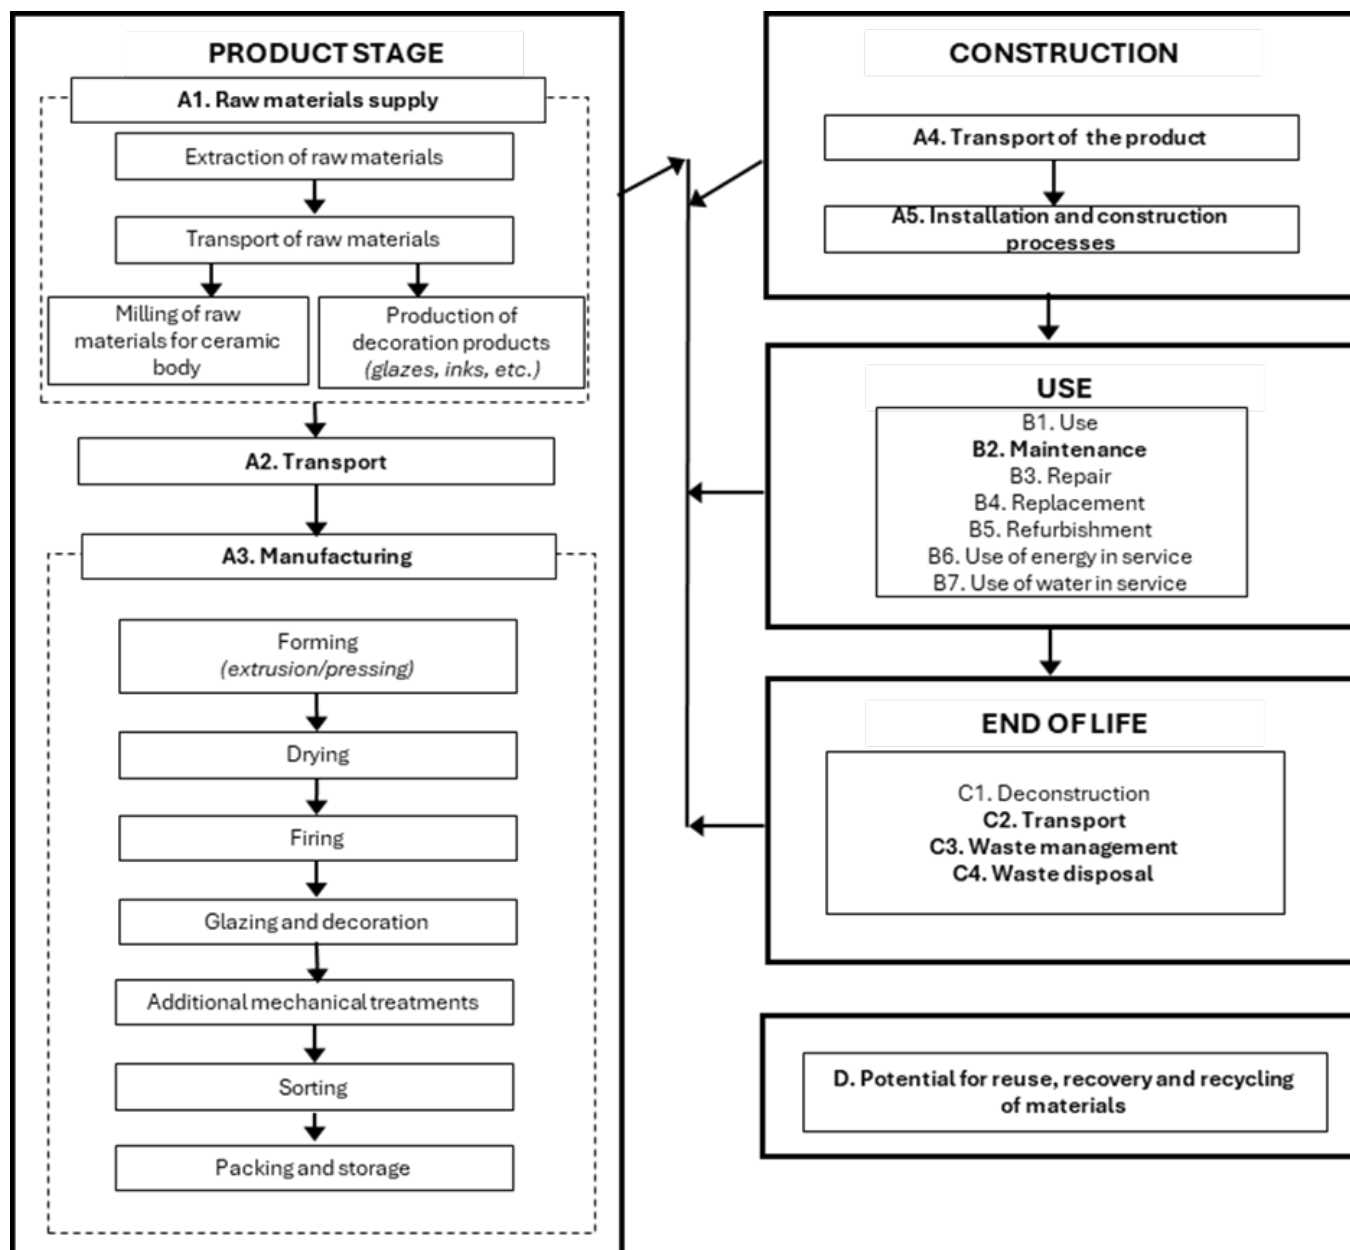 PRODUCT STAGE
A1. Raw materials supply
Extraction of raw materials
Transport of raw materials
Milling of raw
materials for ceramic
body
Production of
decoration products
(glazes, inks, etc.)
A2. Transport
A3. Manufacturing
Forming
(extrusion/pressing)
Drying
Firing
Glazing and decoration
Additional mechanical treatments
Sorting
Packing and storage
CONSTRUCTION
A4. Transport of the product
A5. Installation and construction
processes
USE
B1. Use
B2. Maintenance
B3. Repair
B4. Replacement
B5. Refurbishment
B6. Use of energy in service
B7. Use of water in service
END OF LIFE
C1. Deconstruction
C2. Transport
C3. Waste management
C4. Waste disposal
D. Potential for reuse, recovery and recycling
of materials